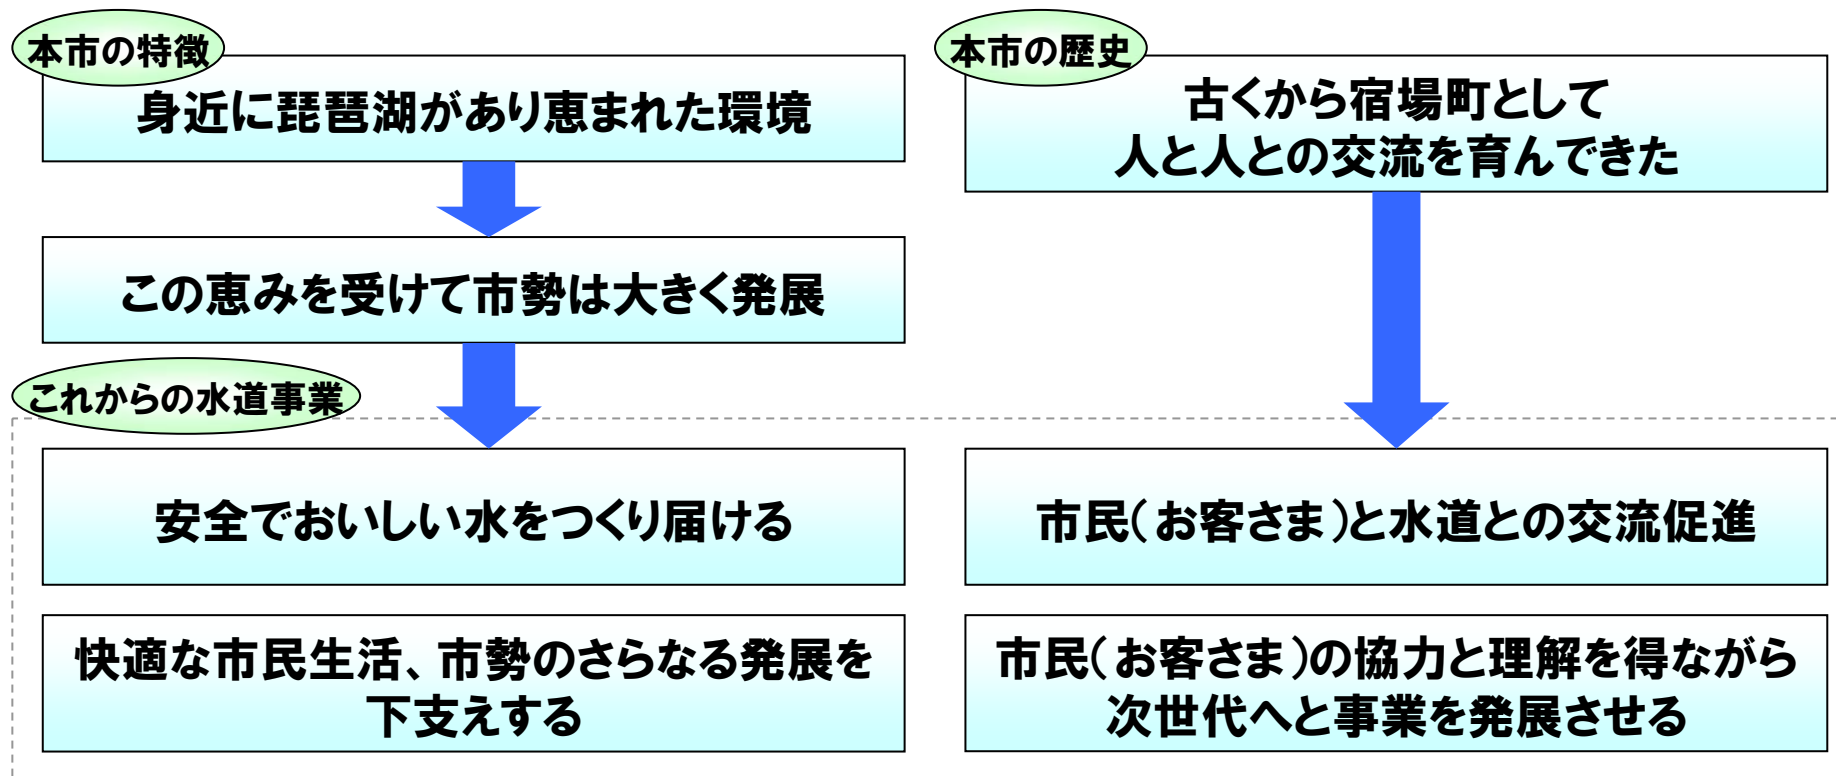 本市の特徴
身近に琵琶湖があり恵まれた環境
この恵みを受けて市勢は大きく発展
本市の歴史
古くから宿場町として
人と人との交流を育んできた
これからの水道事業
安全でおいしい水をつくり届ける
快適な市民生活、市勢のさらなる発展を
下支えする
市民(お客さま)と水道との交流促進
市民(お客さま)の協力と理解を得ながら
次世代へと事業を発展させる